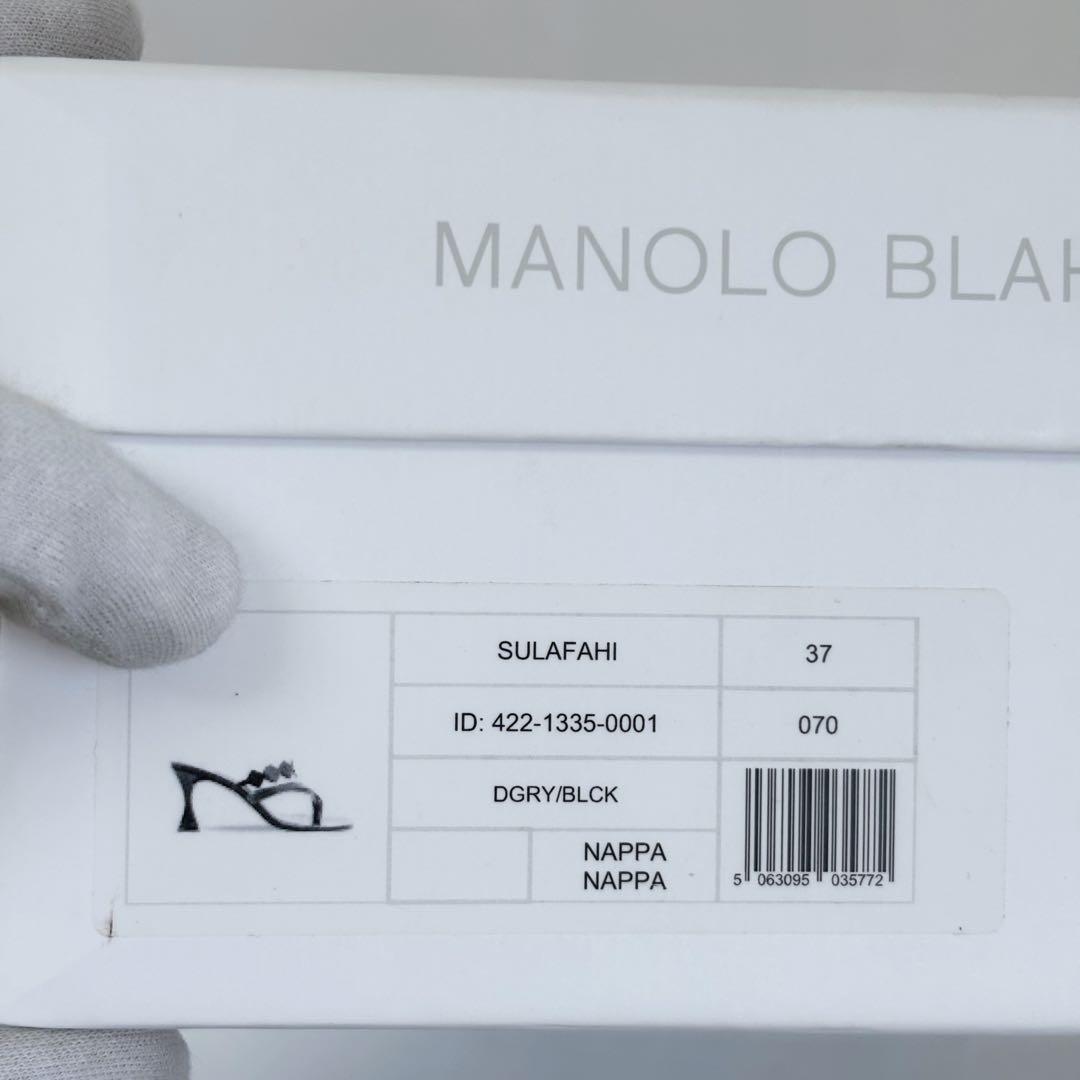 MANOLO BLAH
SULAFAHI
37
ID: 422-1335-0001
070
DGRY/BLCK
NAPPA
NAPPA
5 063095 035772